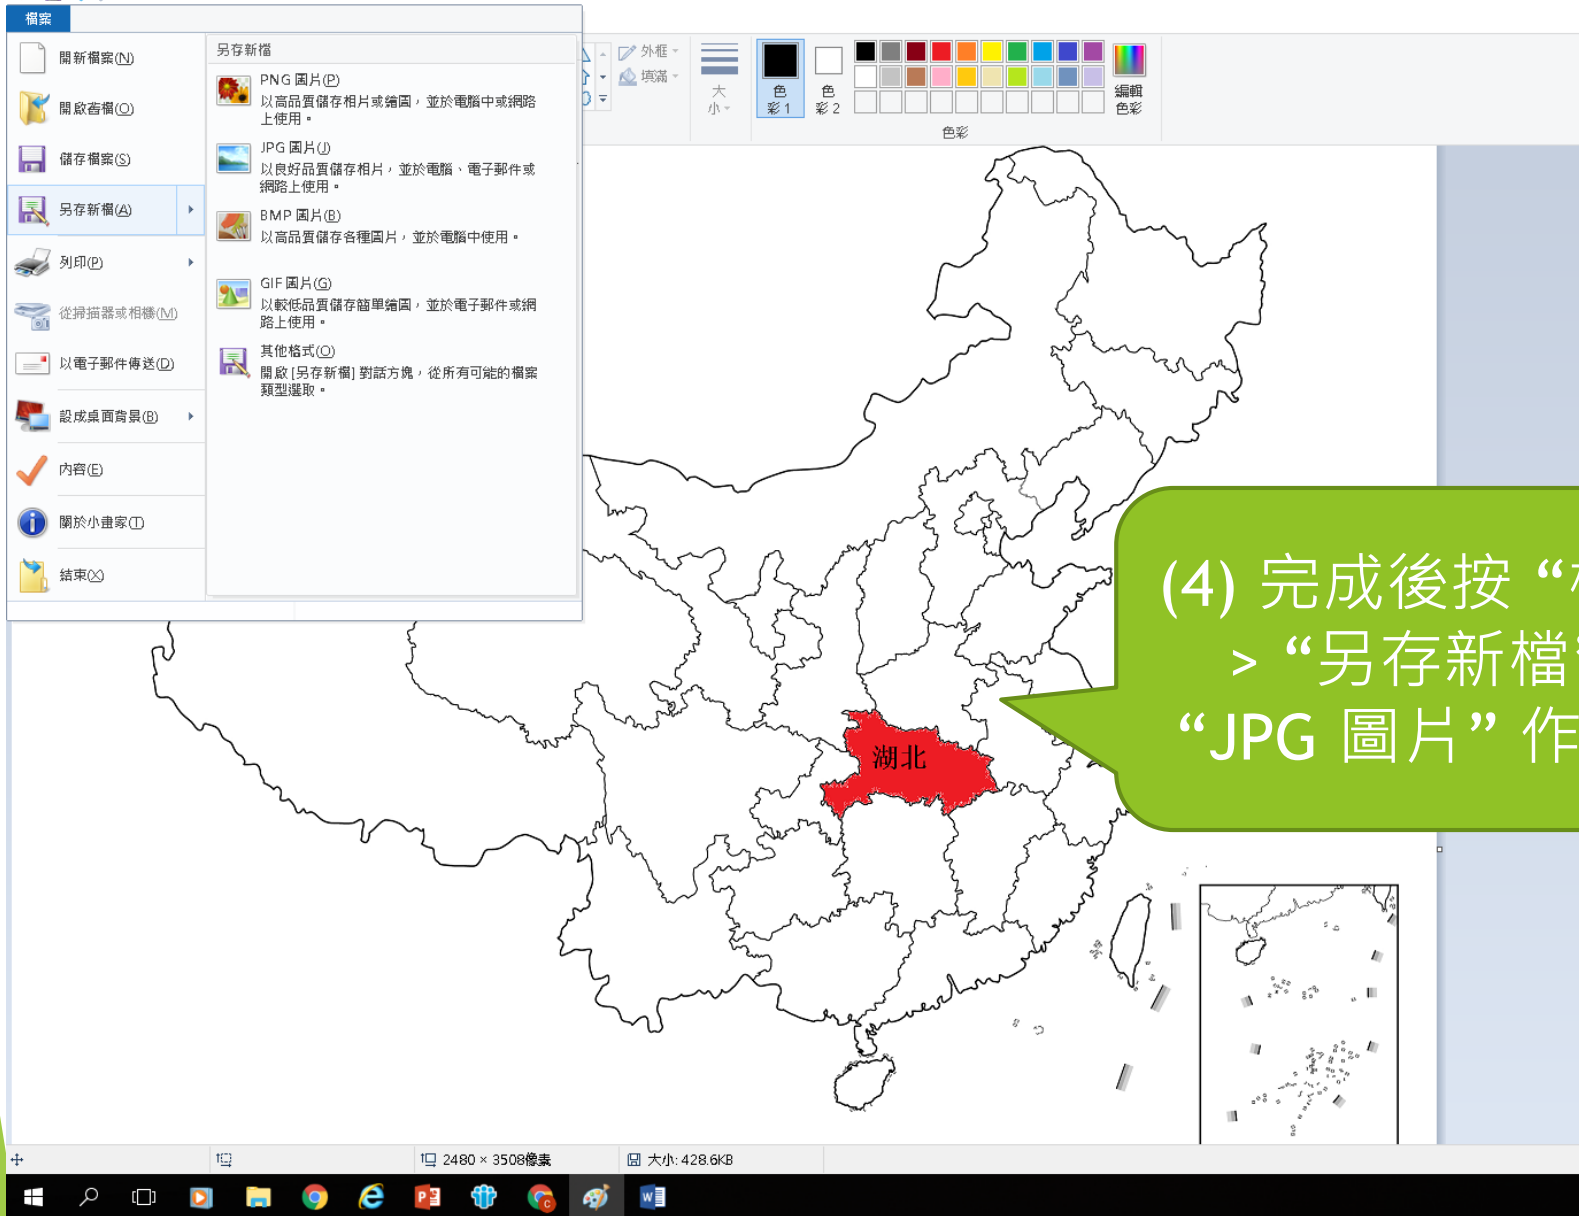 檔案
開新檔案(N)
開啟舊檔(O)
儲存檔案(S)
另存新檔(A)
列印(P)
從掃描器或相機(M)
以電子郵件傳送(D)
設成桌面背景(B)
內容(E)
關於小畫家(T)
結束(X)
另存新檔
PNG 圖片(P)
以高品質儲存相片或繪圖，並於電腦中或網路
上使用。
JPG 圖片(J)
以良好品質儲存相片，並於電腦、電子郵件或
網路上使用。
BMP 圖片(B)
以高品質儲存各種圖片，並於電腦中使用。
GIF 圖片(G)
以較低品質儲存簡單繪圖，並於電子郵件或網
路上使用。
其他格式(O)
開啟 [另存新檔] 對話方塊，從所有可能的檔案
類型選取。
外框
填滿
大
小
色
彩 1
色
彩 2
編輯
色彩
色彩
(4) 完成後按 “
> “另存新檔”
“JPG 圖片” 作
湖北
2480 × 3508像素
大小: 428.6KB